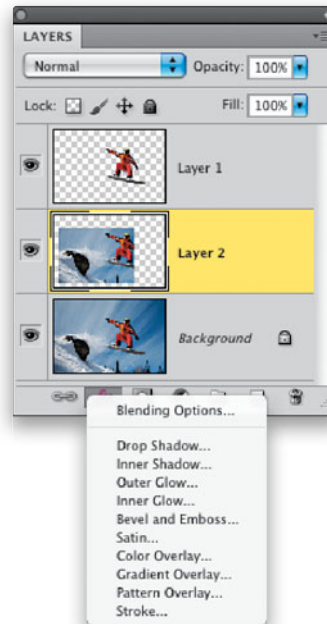 LAYERS
Normal Opacity: 100%
Lock: Fill: 100%
Layer 1
Layer 2
Background
Blending Options...
Drop Shadow...
Inner Shadow...
Outer Glow...
Inner Glow...
Bevel and Emboss...
Satin...
Color Overlay...
Gradient Overlay...
Pattern Overlay...
Stroke...